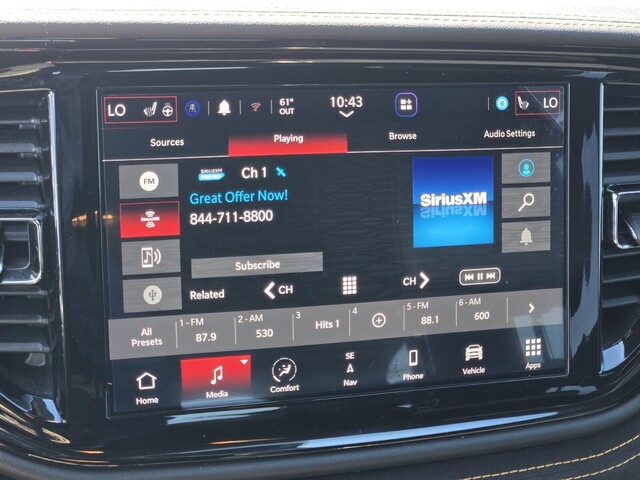 LO 61° OUT 10:43 LO
Sources Playing Browse Audio Settings
FM
SIRIUSXM Ch 1
Great Offer Now!
844-711-8800
SiriusXM
SIRIUSXM
Subscribe
Related CH CH
All Presets
1-FM 87.9
2-AM 530
3 Hits 1
4
5-FM 88.1
6-AM 600
Home
Media
Comfort
SE Nav
Phone
Vehicle
Apps